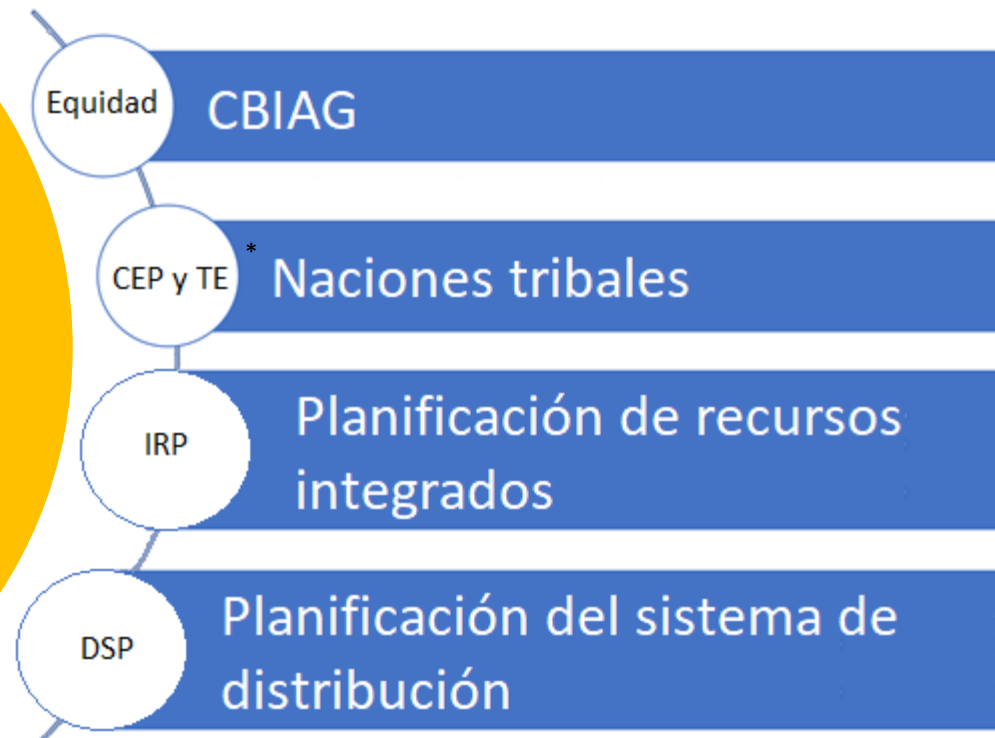 Equidad
CBIAG
CEP y TE
*
Naciones tribales
IRP
Planificación de recursos
integrados
DSP
Planificación del sistema de
distribución